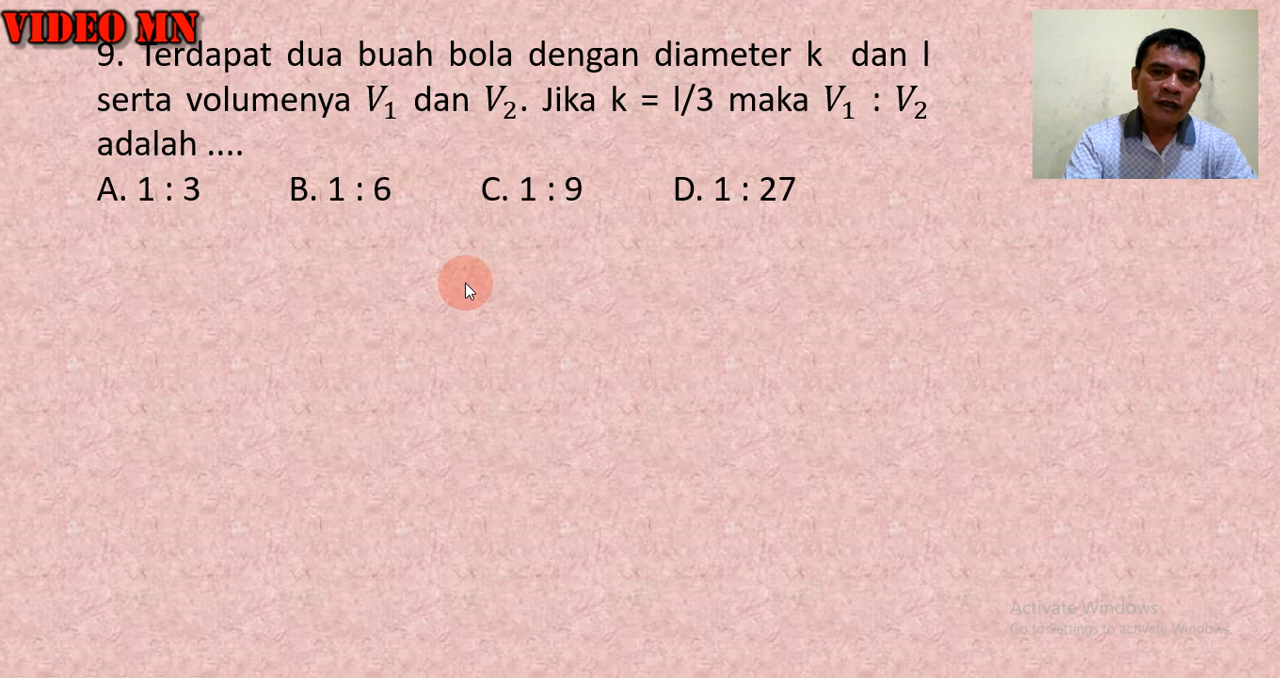 VIDEO MN
9. Terdapat dua buah bola dengan diameter k dan l
serta volumenya V₁ dan V₂. Jika k = l/3 maka V₁ : V₂
adalah ....
A. 1 : 3 B. 1 : 6 C. 1 : 9 D. 1 : 27
Activate Windows
Go to Settings to activate Windows.